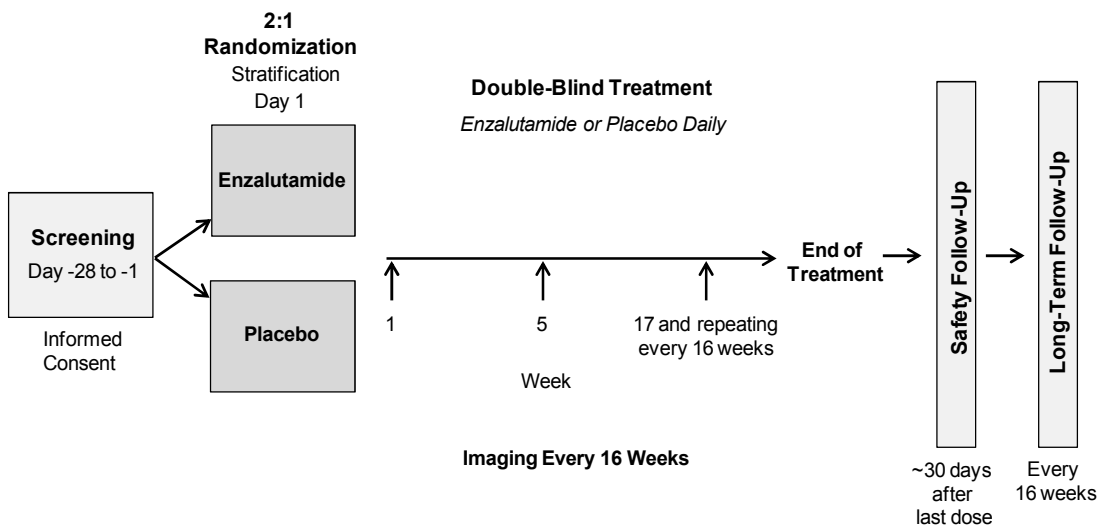 2:1
Randomization
Stratification
Day 1
Double-Blind Treatment
Enzalutamide or Placebo Daily
Enzalutamide
Screening
Day -28 to -1
Informed
Consent
Placebo
1
5
17 and repeating
every 16 weeks
Week
Imaging Every 16 Weeks
End of
Treatment
Safety Follow-Up
~30 days
after
last dose
Long-Term Follow-Up
Every
16 weeks